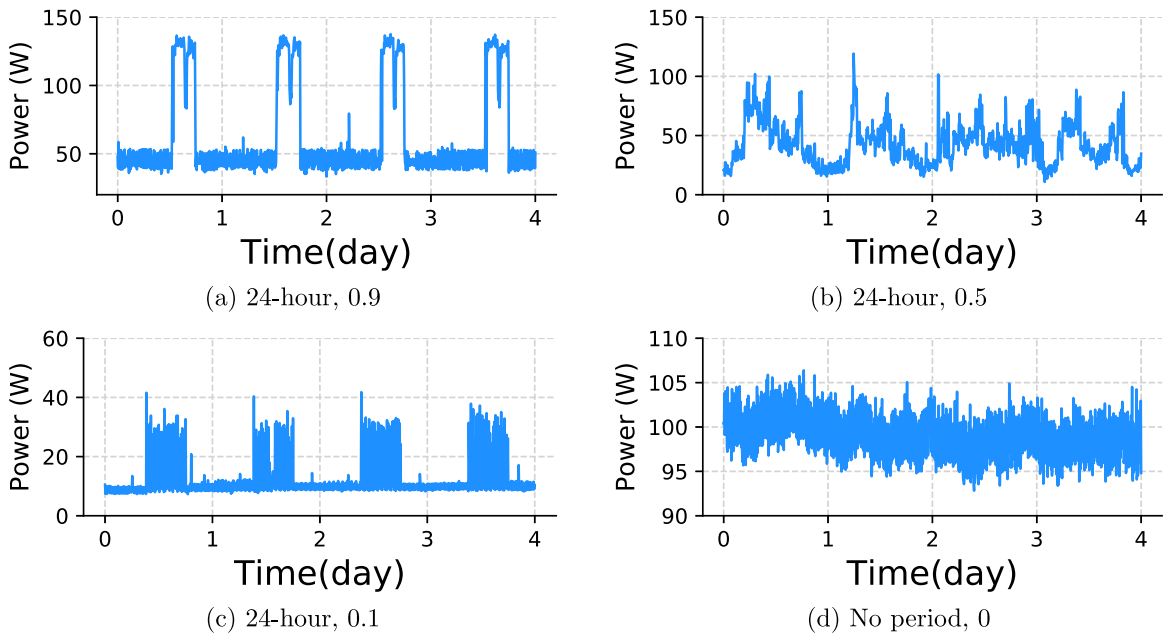 150
100
50
Power (W)
0 1 2 3 4
Time(day)
(a) 24-hour, 0.9
150
100
50
0
Power (W)
0 1 2 3 4
Time(day)
(b) 24-hour, 0.5
60
40
20
0
Power (W)
0 1 2 3 4
Time(day)
(c) 24-hour, 0.1
110
105
100
95
90
Power (W)
0 1 2 3 4
Time(day)
(d) No period, 0